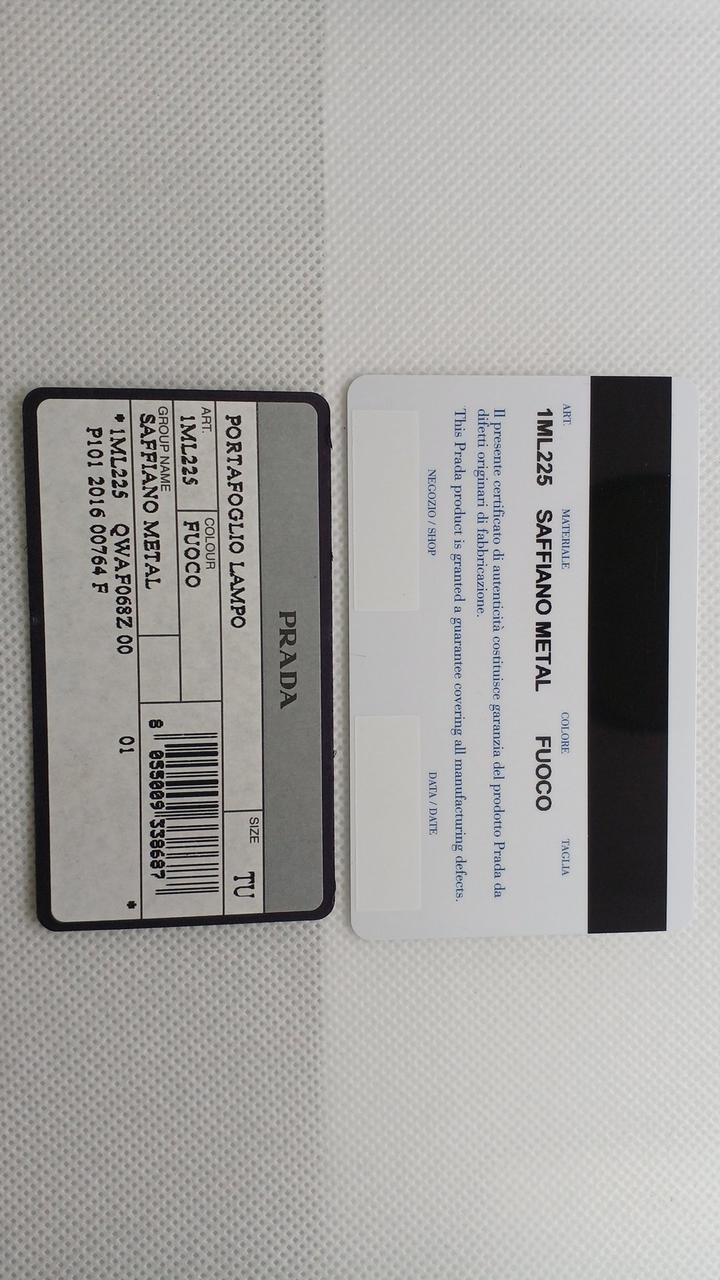 ART. MATERIALE COLORE TAGLIA
1ML225 SAFFIANO METAL FUOCO
Il presente certificato di autenticità costituisce garanzia del prodotto Prada da
difetti originari di fabbricazione.
This Prada product is granted a guarantee covering all manufacturing defects.
NEGOZIO / SHOP DATA / DATE
PRADA
SIZE
PORTAFOGLIO LAMPO TU
ART. COLOUR
1ML225 FUOCO
GROUP NAME
SAFFIANO METAL
8 055009 338687
* 1ML225 QWAF068Z 00 01 *
P101 2016 00764 F